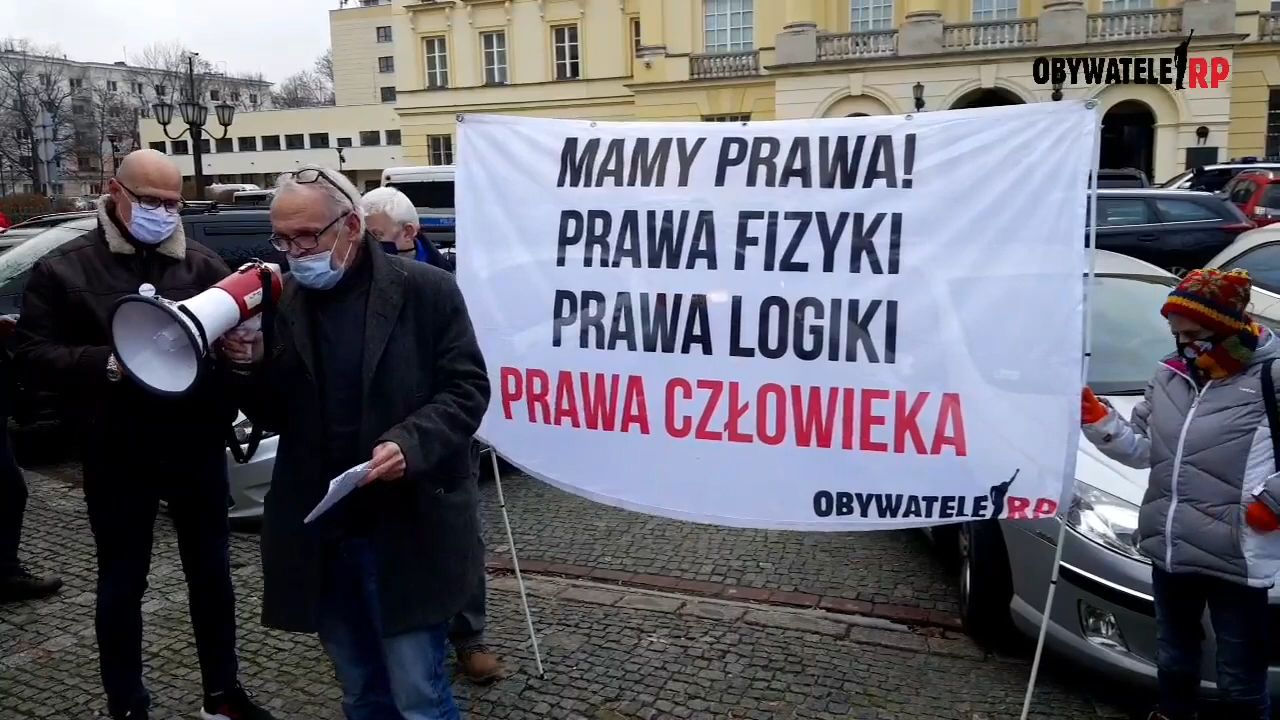 OBYWATELE RP
MAMY PRAWA!
PRAWA FIZYKI
PRAWA LOGIKI
PRAWA CZŁOWIEKA
OBYWATELE RP